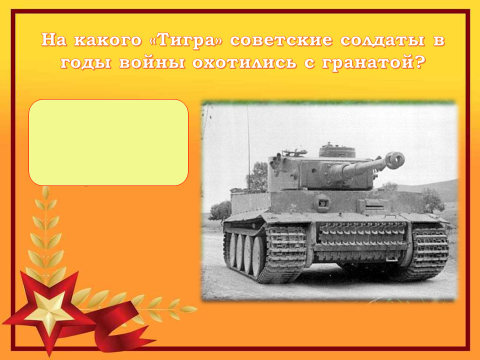 На какого «Тигра» советские солдаты в
годы войны охотились с гранатой?